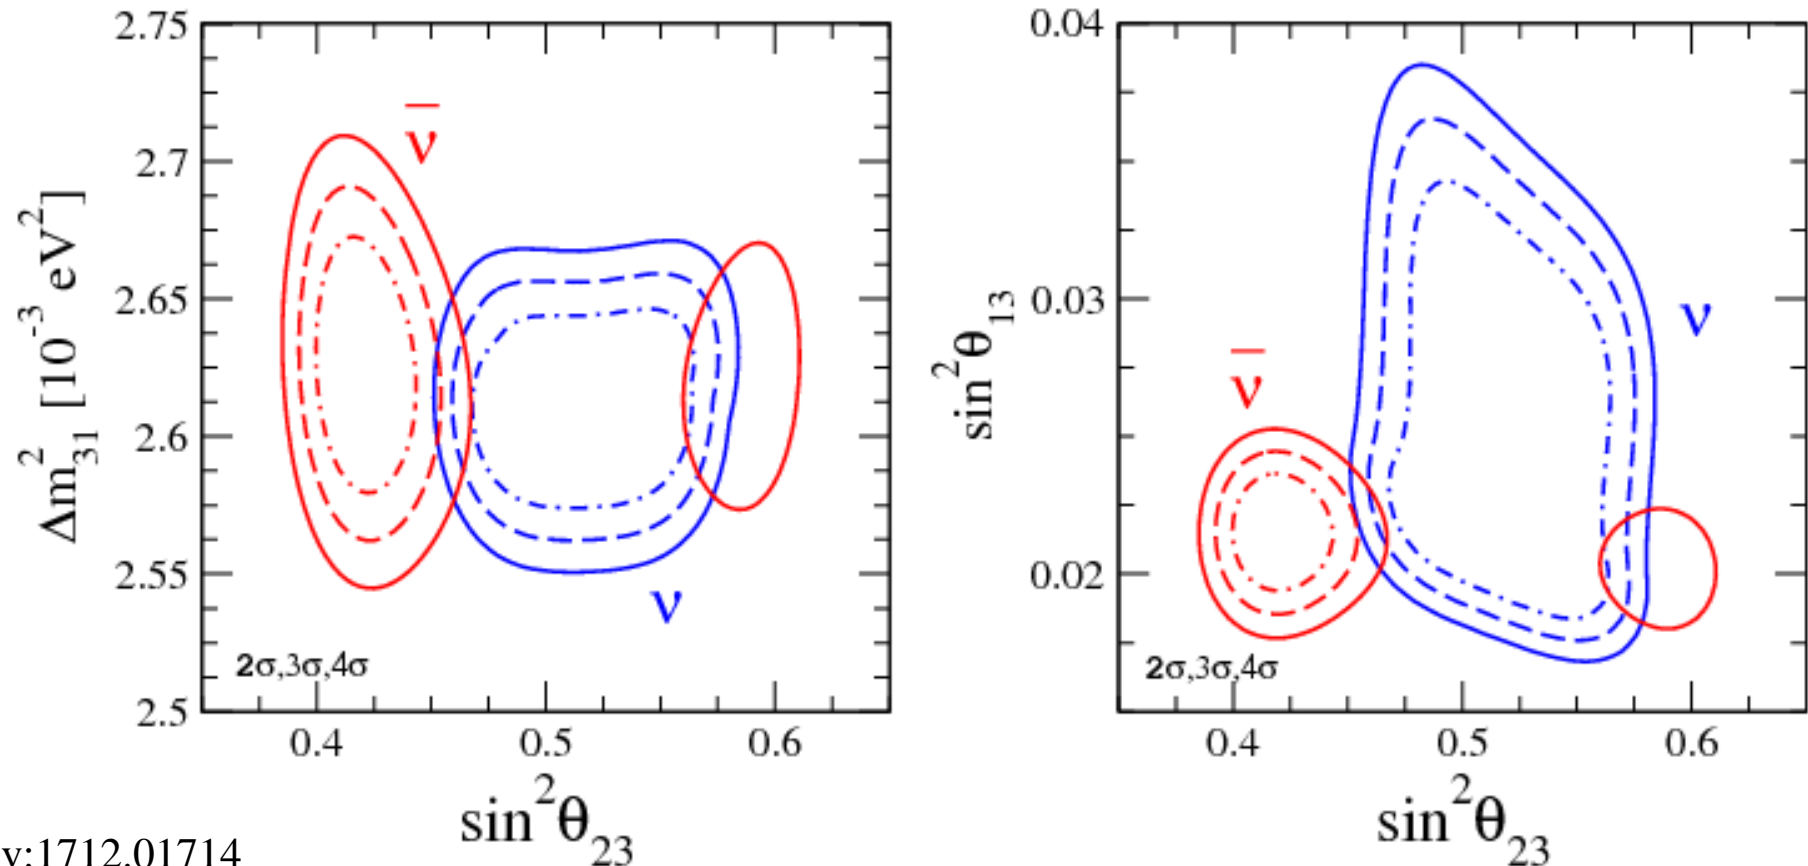 2.75
2.7
2.65
2.6
2.55
2.5
Δm²₃₁ [10⁻³ eV²]
ν̅
ν
2σ,3σ,4σ
0.4 0.5 0.6
sin²θ₂₃
0.04
0.03
0.02
sin²θ₁₃
ν̅
ν
2σ,3σ,4σ
0.4 0.5 0.6
sin²θ₂₃
v:1712.01714